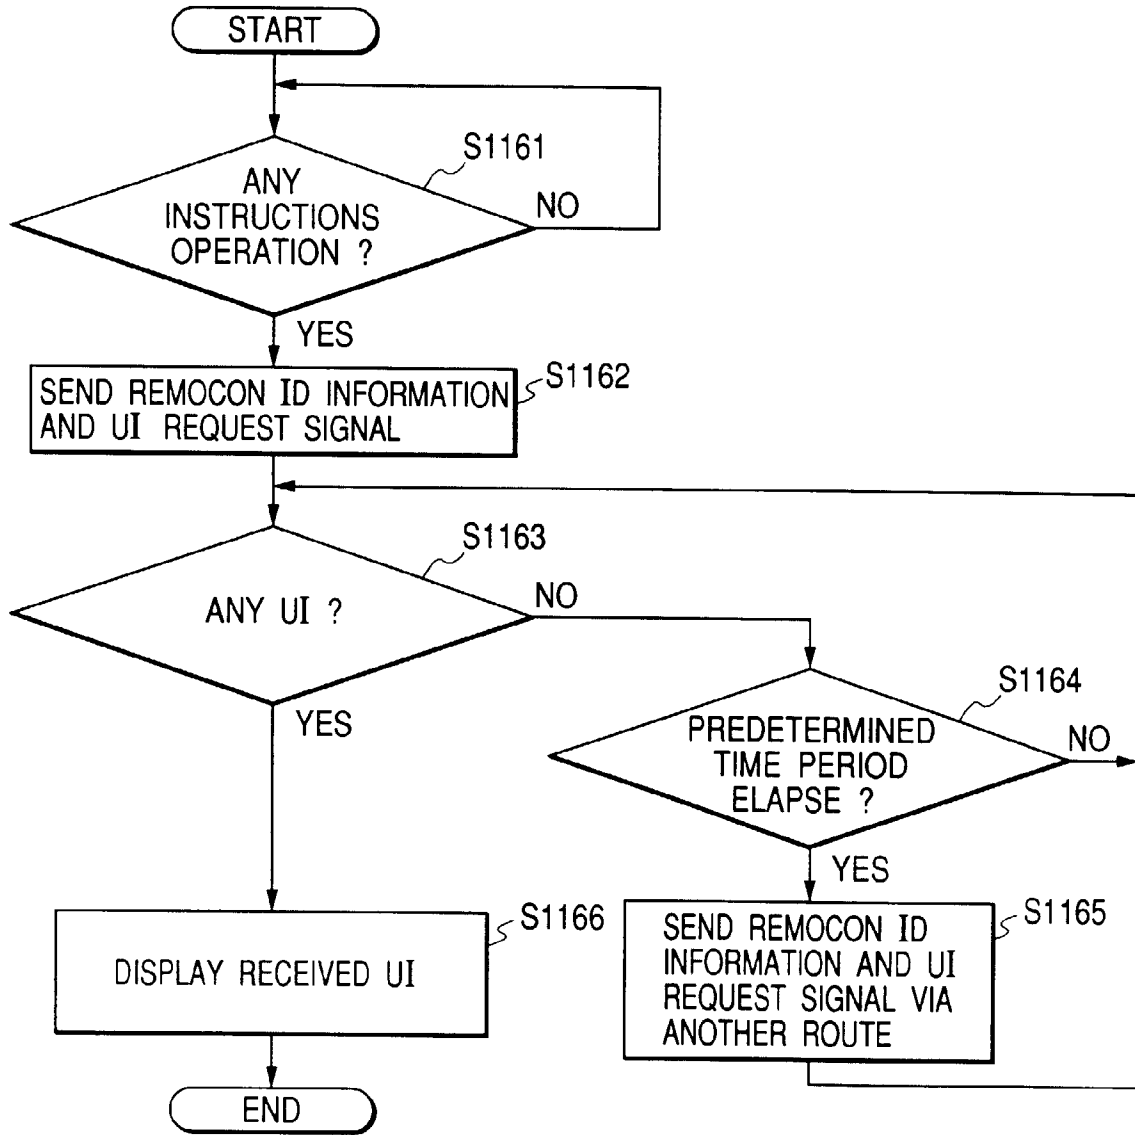 START
S1161
ANY
INSTRUCTIONS
OPERATION ?
NO
YES
S1162
SEND REMOCON ID INFORMATION
AND UI REQUEST SIGNAL
S1163
ANY UI ?
NO
YES
S1164
PREDETERMINED
TIME PERIOD
ELAPSE ?
NO
YES
S1165
SEND REMOCON ID
INFORMATION AND UI
REQUEST SIGNAL VIA
ANOTHER ROUTE
S1166
DISPLAY RECEIVED UI
END